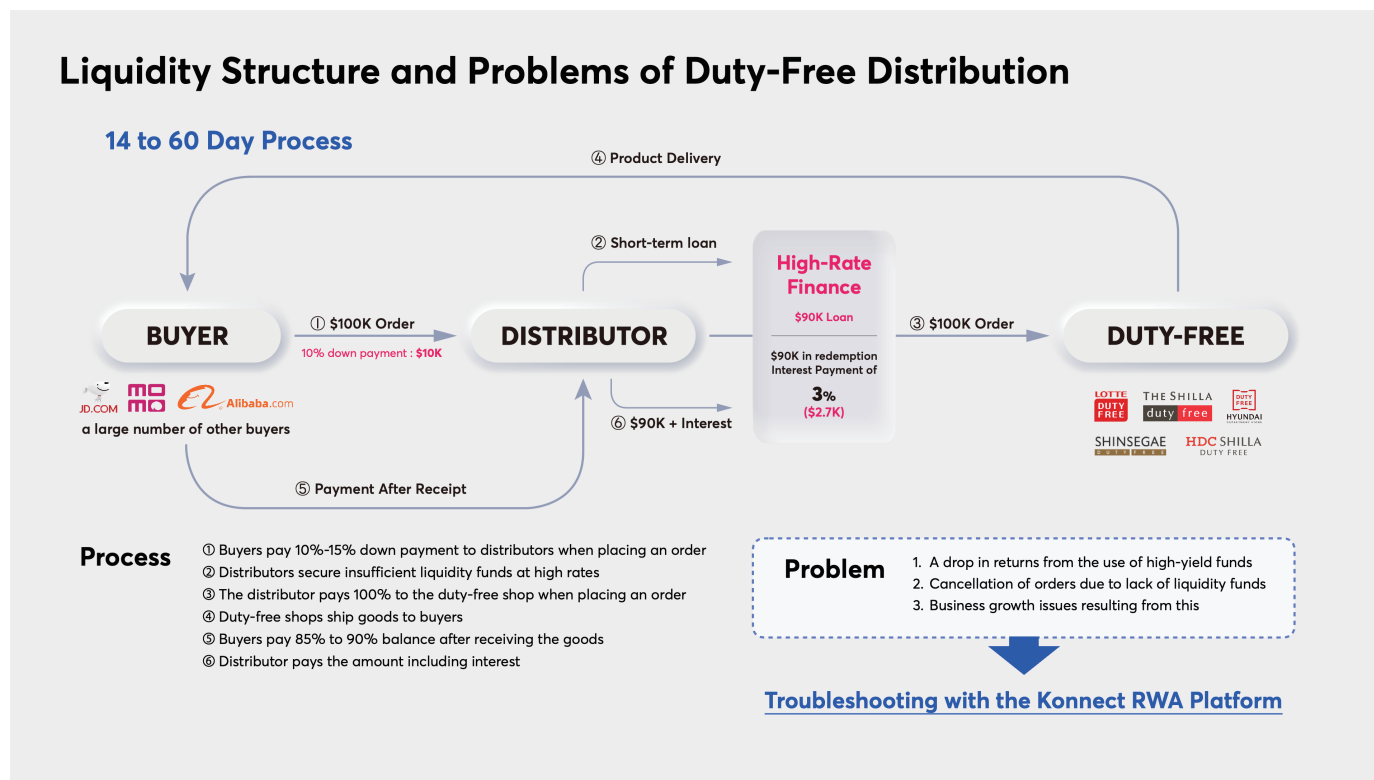 Liquidity Structure and Problems of Duty-Free Distribution
14 to 60 Day Process
④ Product Delivery
② Short-term loan
High-Rate
Finance
$90K Loan
$90K in redemption
Interest Payment of
3%
($2.7K)
BUYER
① $100K Order
10% down payment : $10K
DISTRIBUTOR
③ $100K Order
DUTY-FREE
⑥ $90K + Interest
JD.COM
momo
Alibaba.com
a large number of other buyers
LOTTE
DUTY
FREE
THE SHILLA
duty free
DUTY
FREE
HYUNDAI
SHINSEGAE
DUTY FREE
HDC SHILLA
DUTY FREE
⑤ Payment After Receipt
Process
① Buyers pay 10%-15% down payment to distributors when placing an order
② Distributors secure insufficient liquidity funds at high rates
③ The distributor pays 100% to the duty-free shop when placing an order
④ Duty-free shops ship goods to buyers
⑤ Buyers pay 85% to 90% balance after receiving the goods
⑥ Distributor pays the amount including interest
Problem
1. A drop in returns from the use of high-yield funds
2. Cancellation of orders due to lack of liquidity funds
3. Business growth issues resulting from this
Troubleshooting with the Konnect RWA Platform